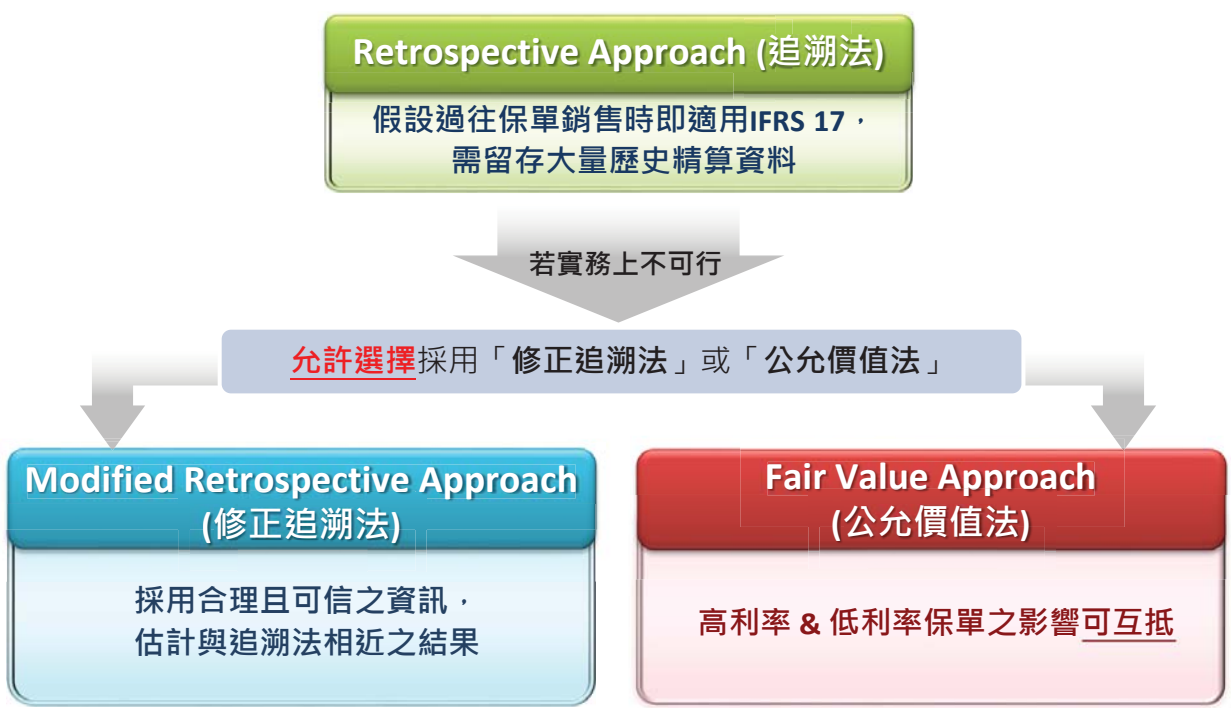 Retrospective Approach (追溯法)
假設過往保單銷售時即適用IFRS 17，
需留存大量歷史精算資料
若實務上不可行
允許選擇採用「修正追溯法」或「公允價值法」
Modified Retrospective Approach
(修正追溯法)
採用合理且可信之資訊，
估計與追溯法相近之結果
Fair Value Approach
(公允價值法)
高利率 & 低利率保單之影響可互抵